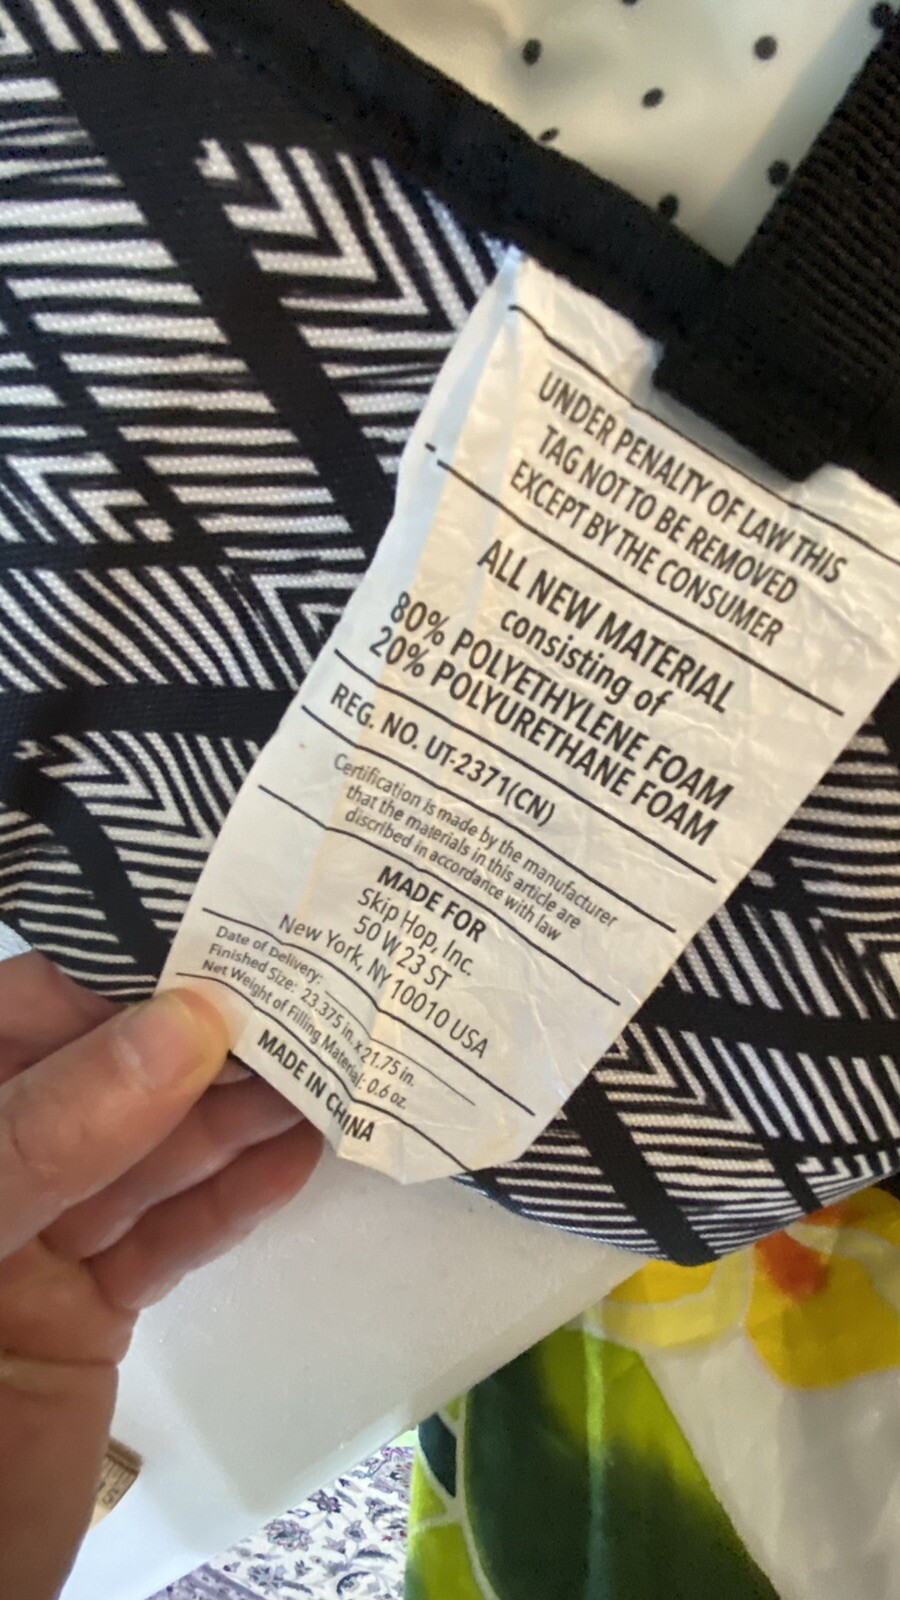 UNDER PENALTY OF LAW THIS
TAG NOT TO BE REMOVED
EXCEPT BY THE CONSUMER
ALL NEW MATERIAL
consisting of
80% POLYETHYLENE FOAM
20% POLYURETHANE FOAM
REG. NO. UT-2371(CN)
Certification is made by the manufacturer
that the materials in this article are
discribed in accordance with law
MADE FOR
Skip Hop, Inc.
50 W 23 ST
New York, NY 10010 USA
Date of Delivery:
Finished Size: 23.375 in. x 21.75 in.
Net Weight of Filling Material: 0.6 oz.
MADE IN CHINA